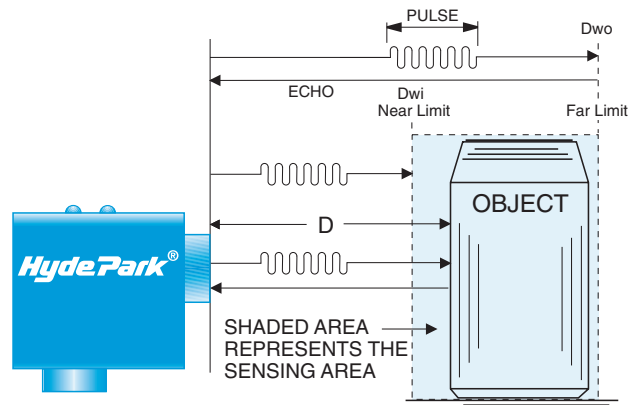 PULSE
Dwo
ECHO
Dwi
Near Limit
Far Limit
OBJECT
D
HydePark®
SHADED AREA
REPRESENTS THE
SENSING AREA